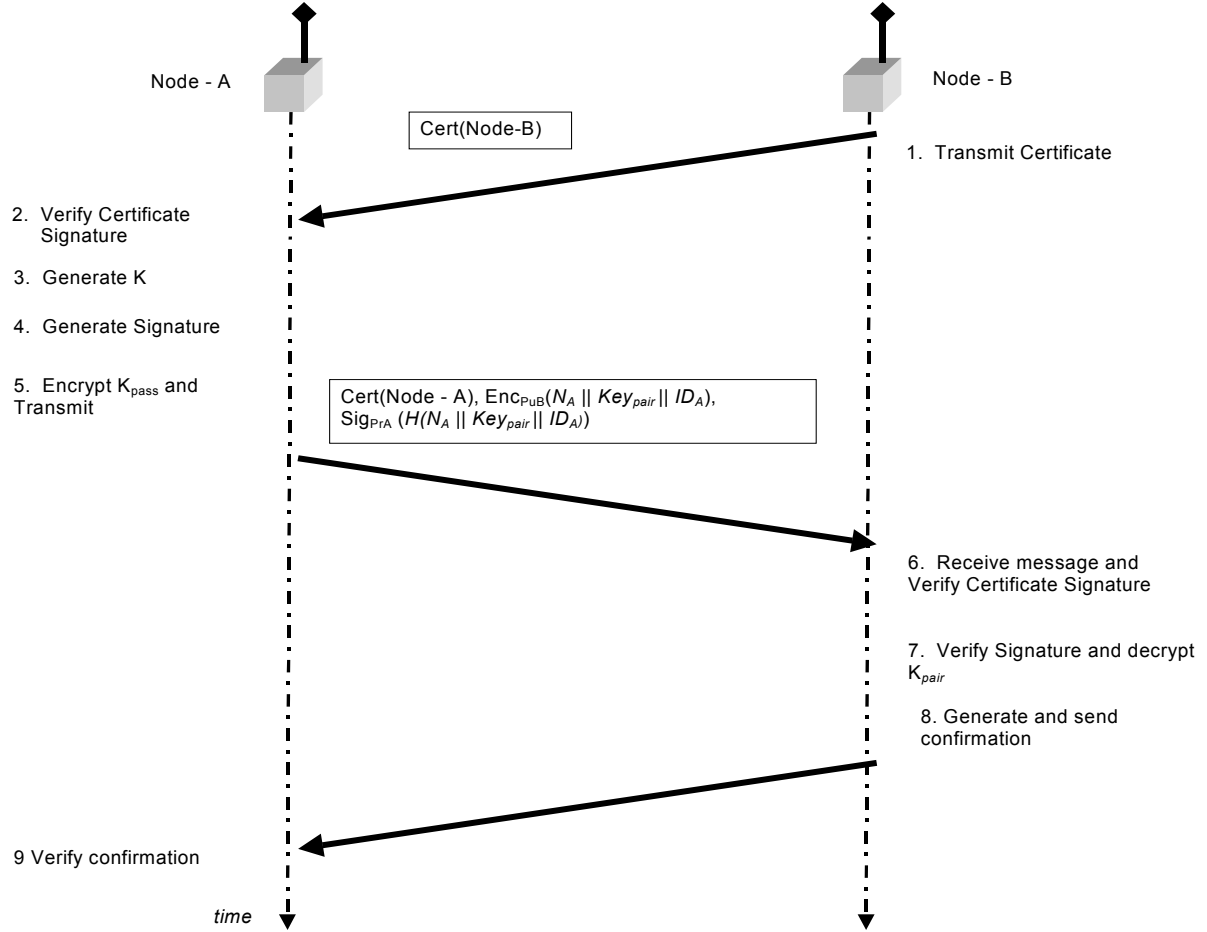 Node - A
Node - B
Cert(Node-B)
1. Transmit Certificate
2. Verify Certificate
Signature
3. Generate K
4. Generate Signature
5. Encrypt Kpass and
Transmit
Cert(Node - A), EncPuB(NA || Keypair || IDA),
SigPrA (H(NA || Keypair || IDA))
6. Receive message and
Verify Certificate Signature
7. Verify Signature and decrypt
Kpair
8. Generate and send
confirmation
9 Verify confirmation
time